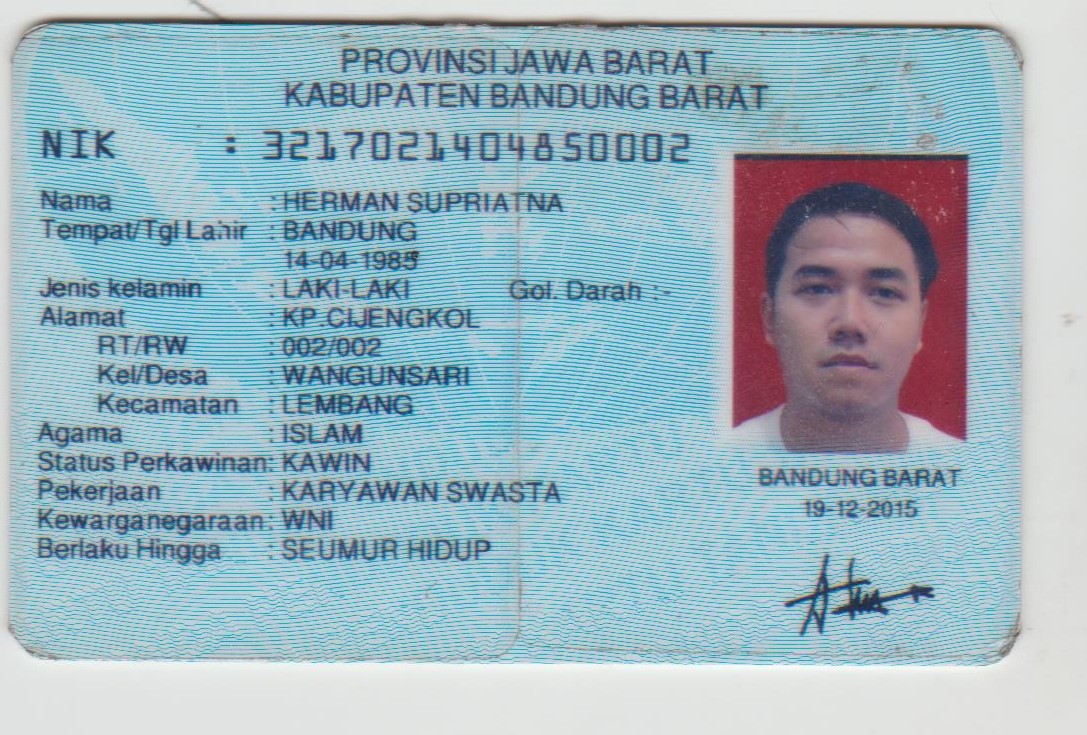 PROVINSI JAWA BARAT
KABUPATEN BANDUNG BARAT
NIK : 3217021404850002
Nama : HERMAN SUPRIATNA
Tempat/Tgl Lahir : BANDUNG
14-04-1985
Jenis kelamin : LAKI-LAKI Gol. Darah :-
Alamat : KP.CIJENGKOL
RT/RW : 002/002
Kel/Desa : WANGUNSARI
Kecamatan : LEMBANG
Agama : ISLAM
Status Perkawinan: KAWIN
Pekerjaan : KARYAWAN SWASTA
Kewarganegaraan: WNI
Berlaku Hingga : SEUMUR HIDUP
BANDUNG BARAT
19-12-2015